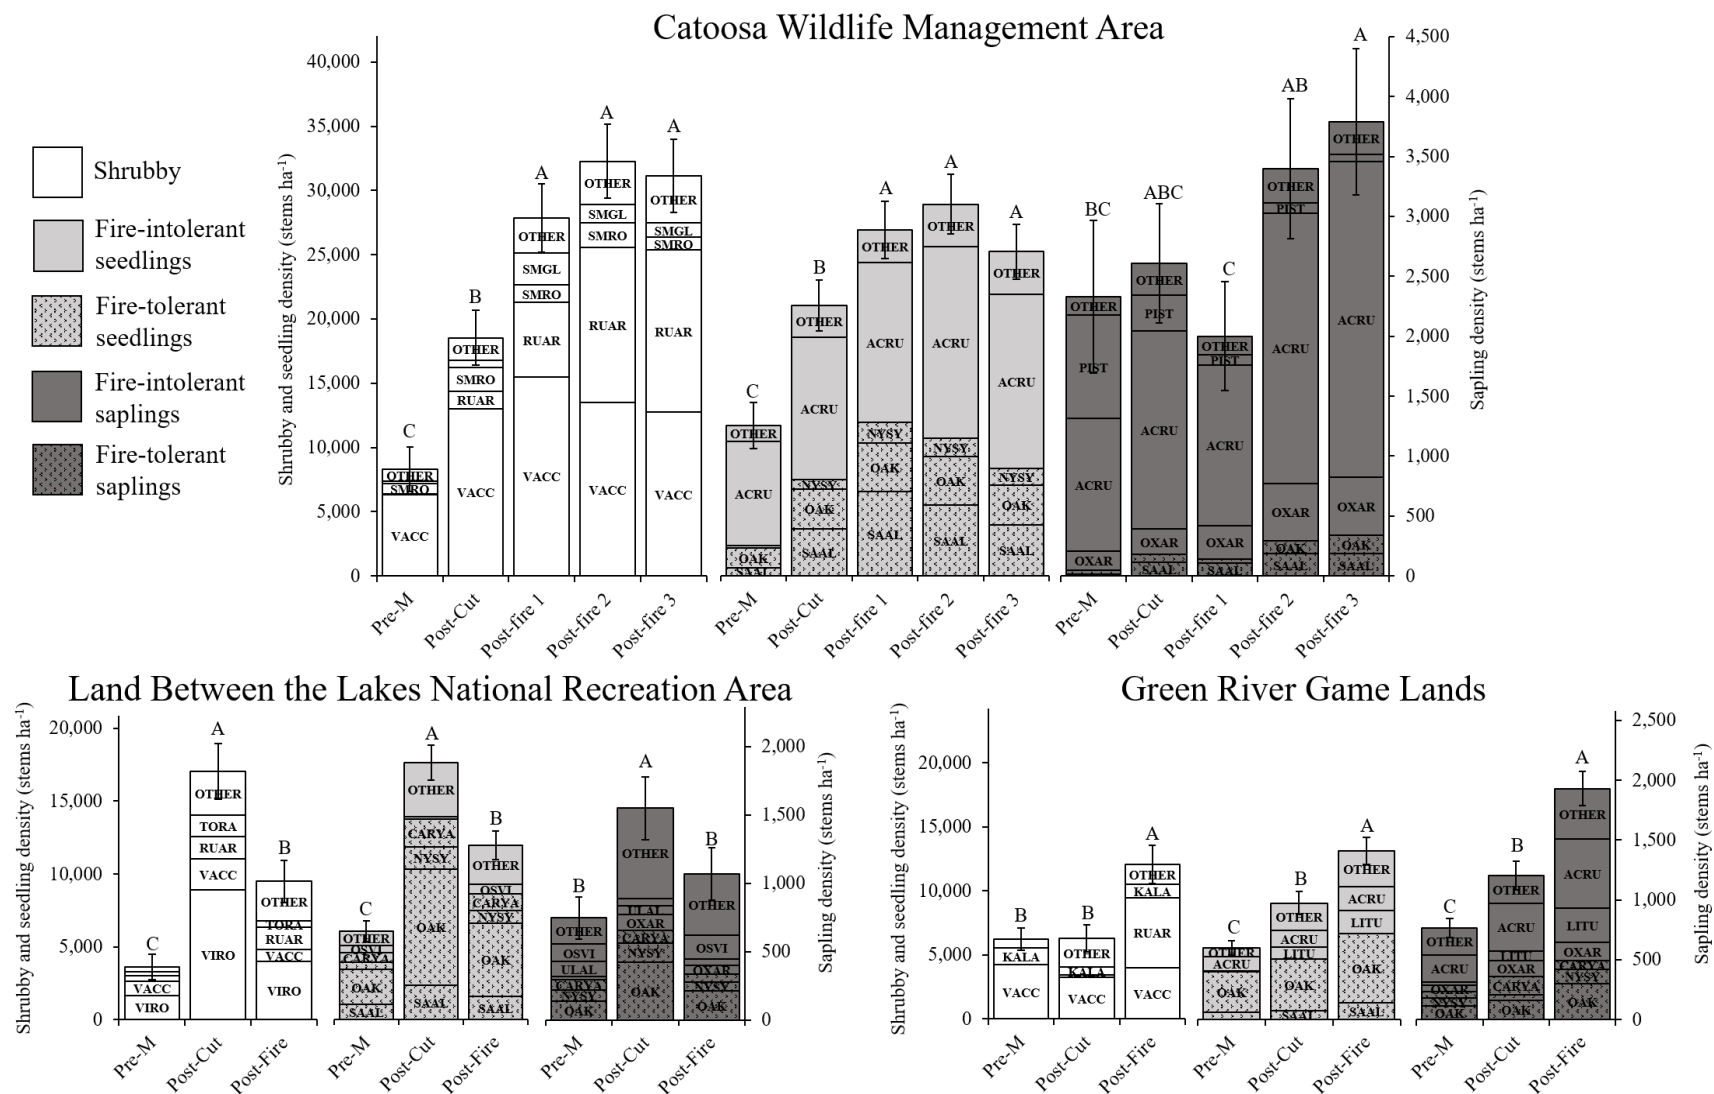 Catoosa Wildlife Management Area
Shrubby
Fire-intolerant
seedlings
Fire-tolerant
seedlings
Fire-intolerant
saplings
Fire-tolerant
saplings
Shrubby and seedling density (stems ha-1)
40,000
35,000
30,000
25,000
20,000
15,000
10,000
5,000
0
C
OTHER
SMRO
VACC
B
OTHER
SMRO
RUAR
VACC
A
OTHER
SMGL
SMRO
RUAR
VACC
A
OTHER
SMGL
SMRO
RUAR
VACC
A
OTHER
SMGL
SMRO
RUAR
VACC
Pre-M
Post-Cut
Post-fire 1
Post-fire 2
Post-fire 3
C
OTHER
ACRU
OAK
SAAL
B
OTHER
ACRU
NYSY
OAK
SAAL
A
OTHER
ACRU
NYSY
OAK
SAAL
A
OTHER
ACRU
NYSY
OAK
SAAL
A
OTHER
ACRU
NYSY
OAK
SAAL
Pre-M
Post-Cut
Post-fire 1
Post-fire 2
Post-fire 3
BC
OTHER
PIST
ACRU
OXAR
ABC
OTHER
PIST
ACRU
OXAR
SAAL
C
OTHER
PIST
ACRU
OXAR
SAAL
AB
OTHER
PIST
ACRU
OXAR
OAK
SAAL
A
OTHER
ACRU
OXAR
OAK
SAAL
Pre-M
Post-Cut
Post-fire 1
Post-fire 2
Post-fire 3
4,500
4,000
3,500
3,000
2,500
2,000
1,500
1,000
500
0
Sapling density (stems ha-1)
Land Between the Lakes National Recreation Area
Shrubby and seedling density (stems ha-1)
20,000
15,000
10,000
5,000
0
C
VACC
VIRO
A
OTHER
TORA
RUAR
VACC
VIRO
B
OTHER
TORA
RUAR
VACC
VIRO
Pre-M
Post-Cut
Post-Fire
C
OTHER
OSVI
CARYA
OAK
SAAL
A
OTHER
CARYA
NYSY
OAK
SAAL
B
OTHER
OSVI
CARYA
NYSY
OAK
SAAL
Pre-M
Post-Cut
Post-Fire
B
OTHER
OSVI
ULAL
CARYA
NYSY
OAK
A
OTHER
ULAL
OXAR
CARYA
NYSY
OAK
B
OTHER
OSVI
OXAR
NYSY
OAK
Pre-M
Post-Cut
Post-Fire
2,000
1,500
1,000
500
0
Sapling density (stems ha-1)
Green River Game Lands
Shrubby and seedling density (stems ha-1)
20,000
15,000
10,000
5,000
0
B
KALA
VACC
B
OTHER
KALA
VACC
A
OTHER
KALA
RUAR
VACC
Pre-M
Post-Cut
Post-Fire
C
OTHER
ACRU
OAK
B
OTHER
ACRU
LITU
OAK
SAAL
A
OTHER
ACRU
LITU
OAK
SAAL
Pre-M
Post-Cut
Post-Fire
C
OTHER
ACRU
OXAR
NYSY
OAK
B
OTHER
ACRU
LITU
OXAR
CARYA
OAK
A
OTHER
ACRU
LITU
OXAR
CARYA
NYSY
OAK
Pre-M
Post-Cut
Post-Fire
2,500
2,000
1,500
1,000
500
0
Sapling density (stems ha-1)